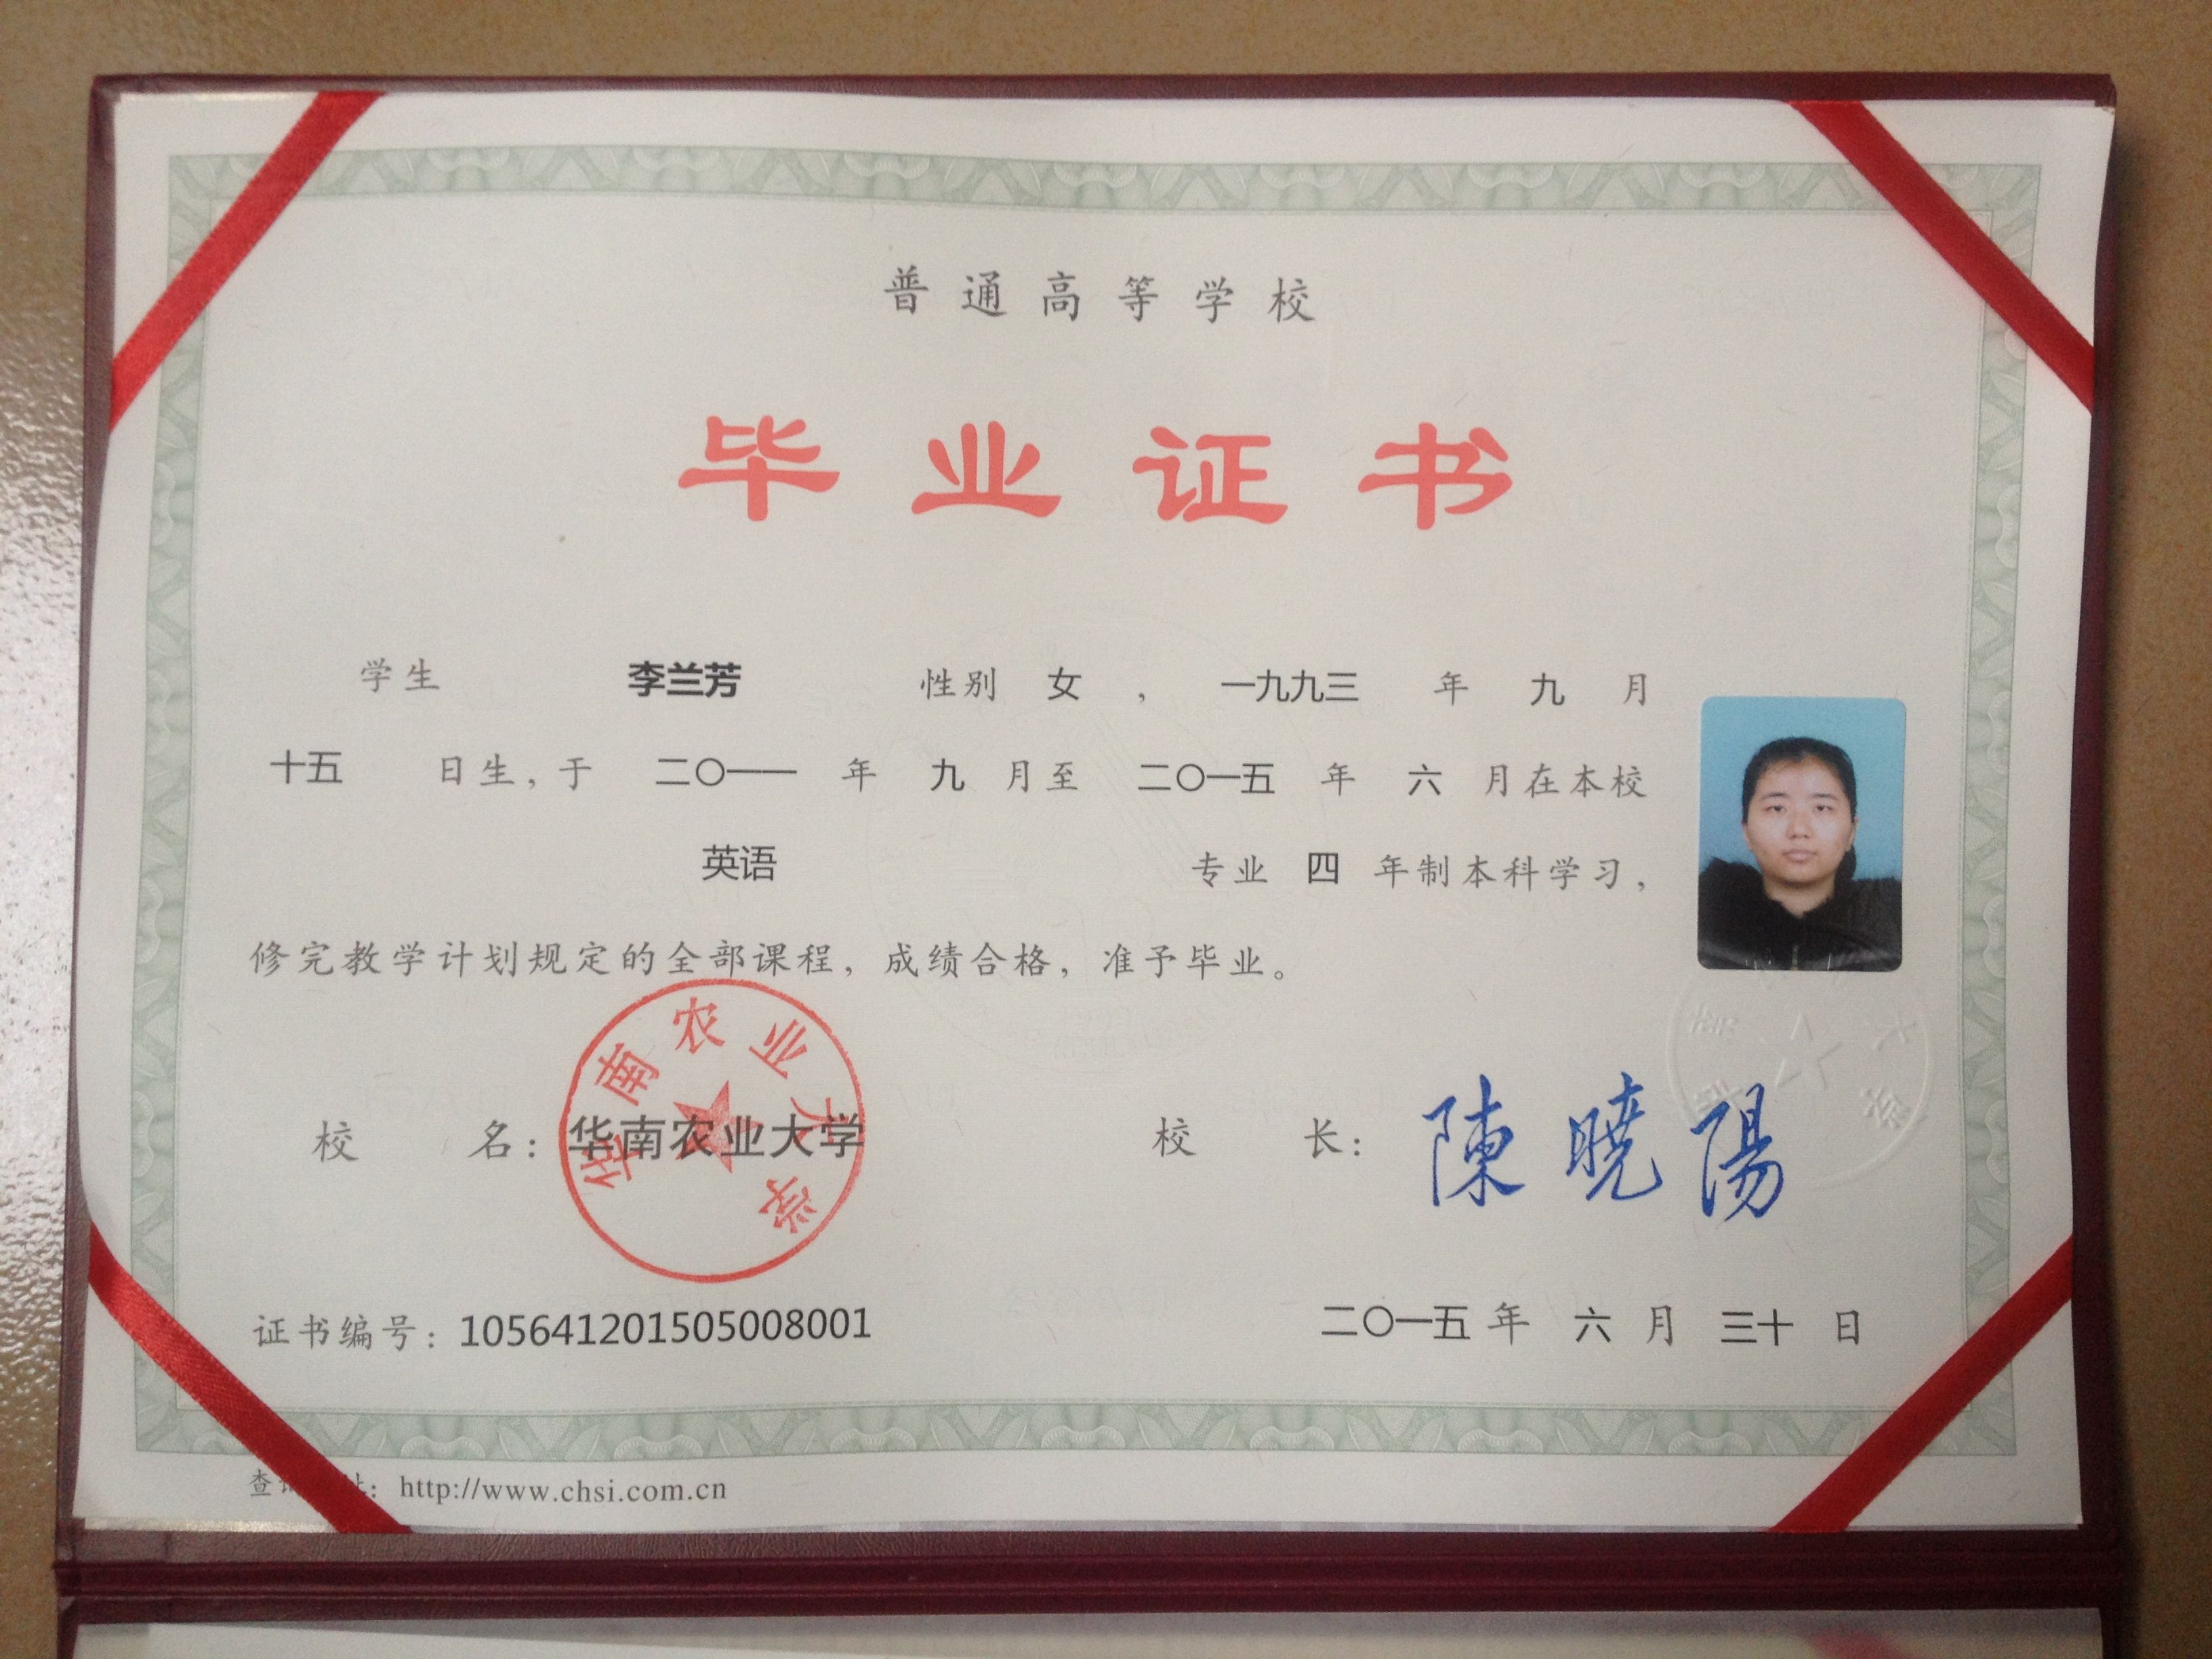 普通高等学校
毕业证书
学生 李兰芳 性别 女 , 一九九三 年 九 月
十五 日生,于 二〇一一 年 九 月至 二〇一五 年 六 月在本校
英语 专业 四 年制本科学习,
修完教学计划规定的全部课程,成绩合格,准予毕业。
华南农业大学
校 名:华南农业大学 校 长:陳曉陽
证书编号:105641201505008001 二〇一五 年 六 月 三十 日
查 址:http://www.chsi.com.cn